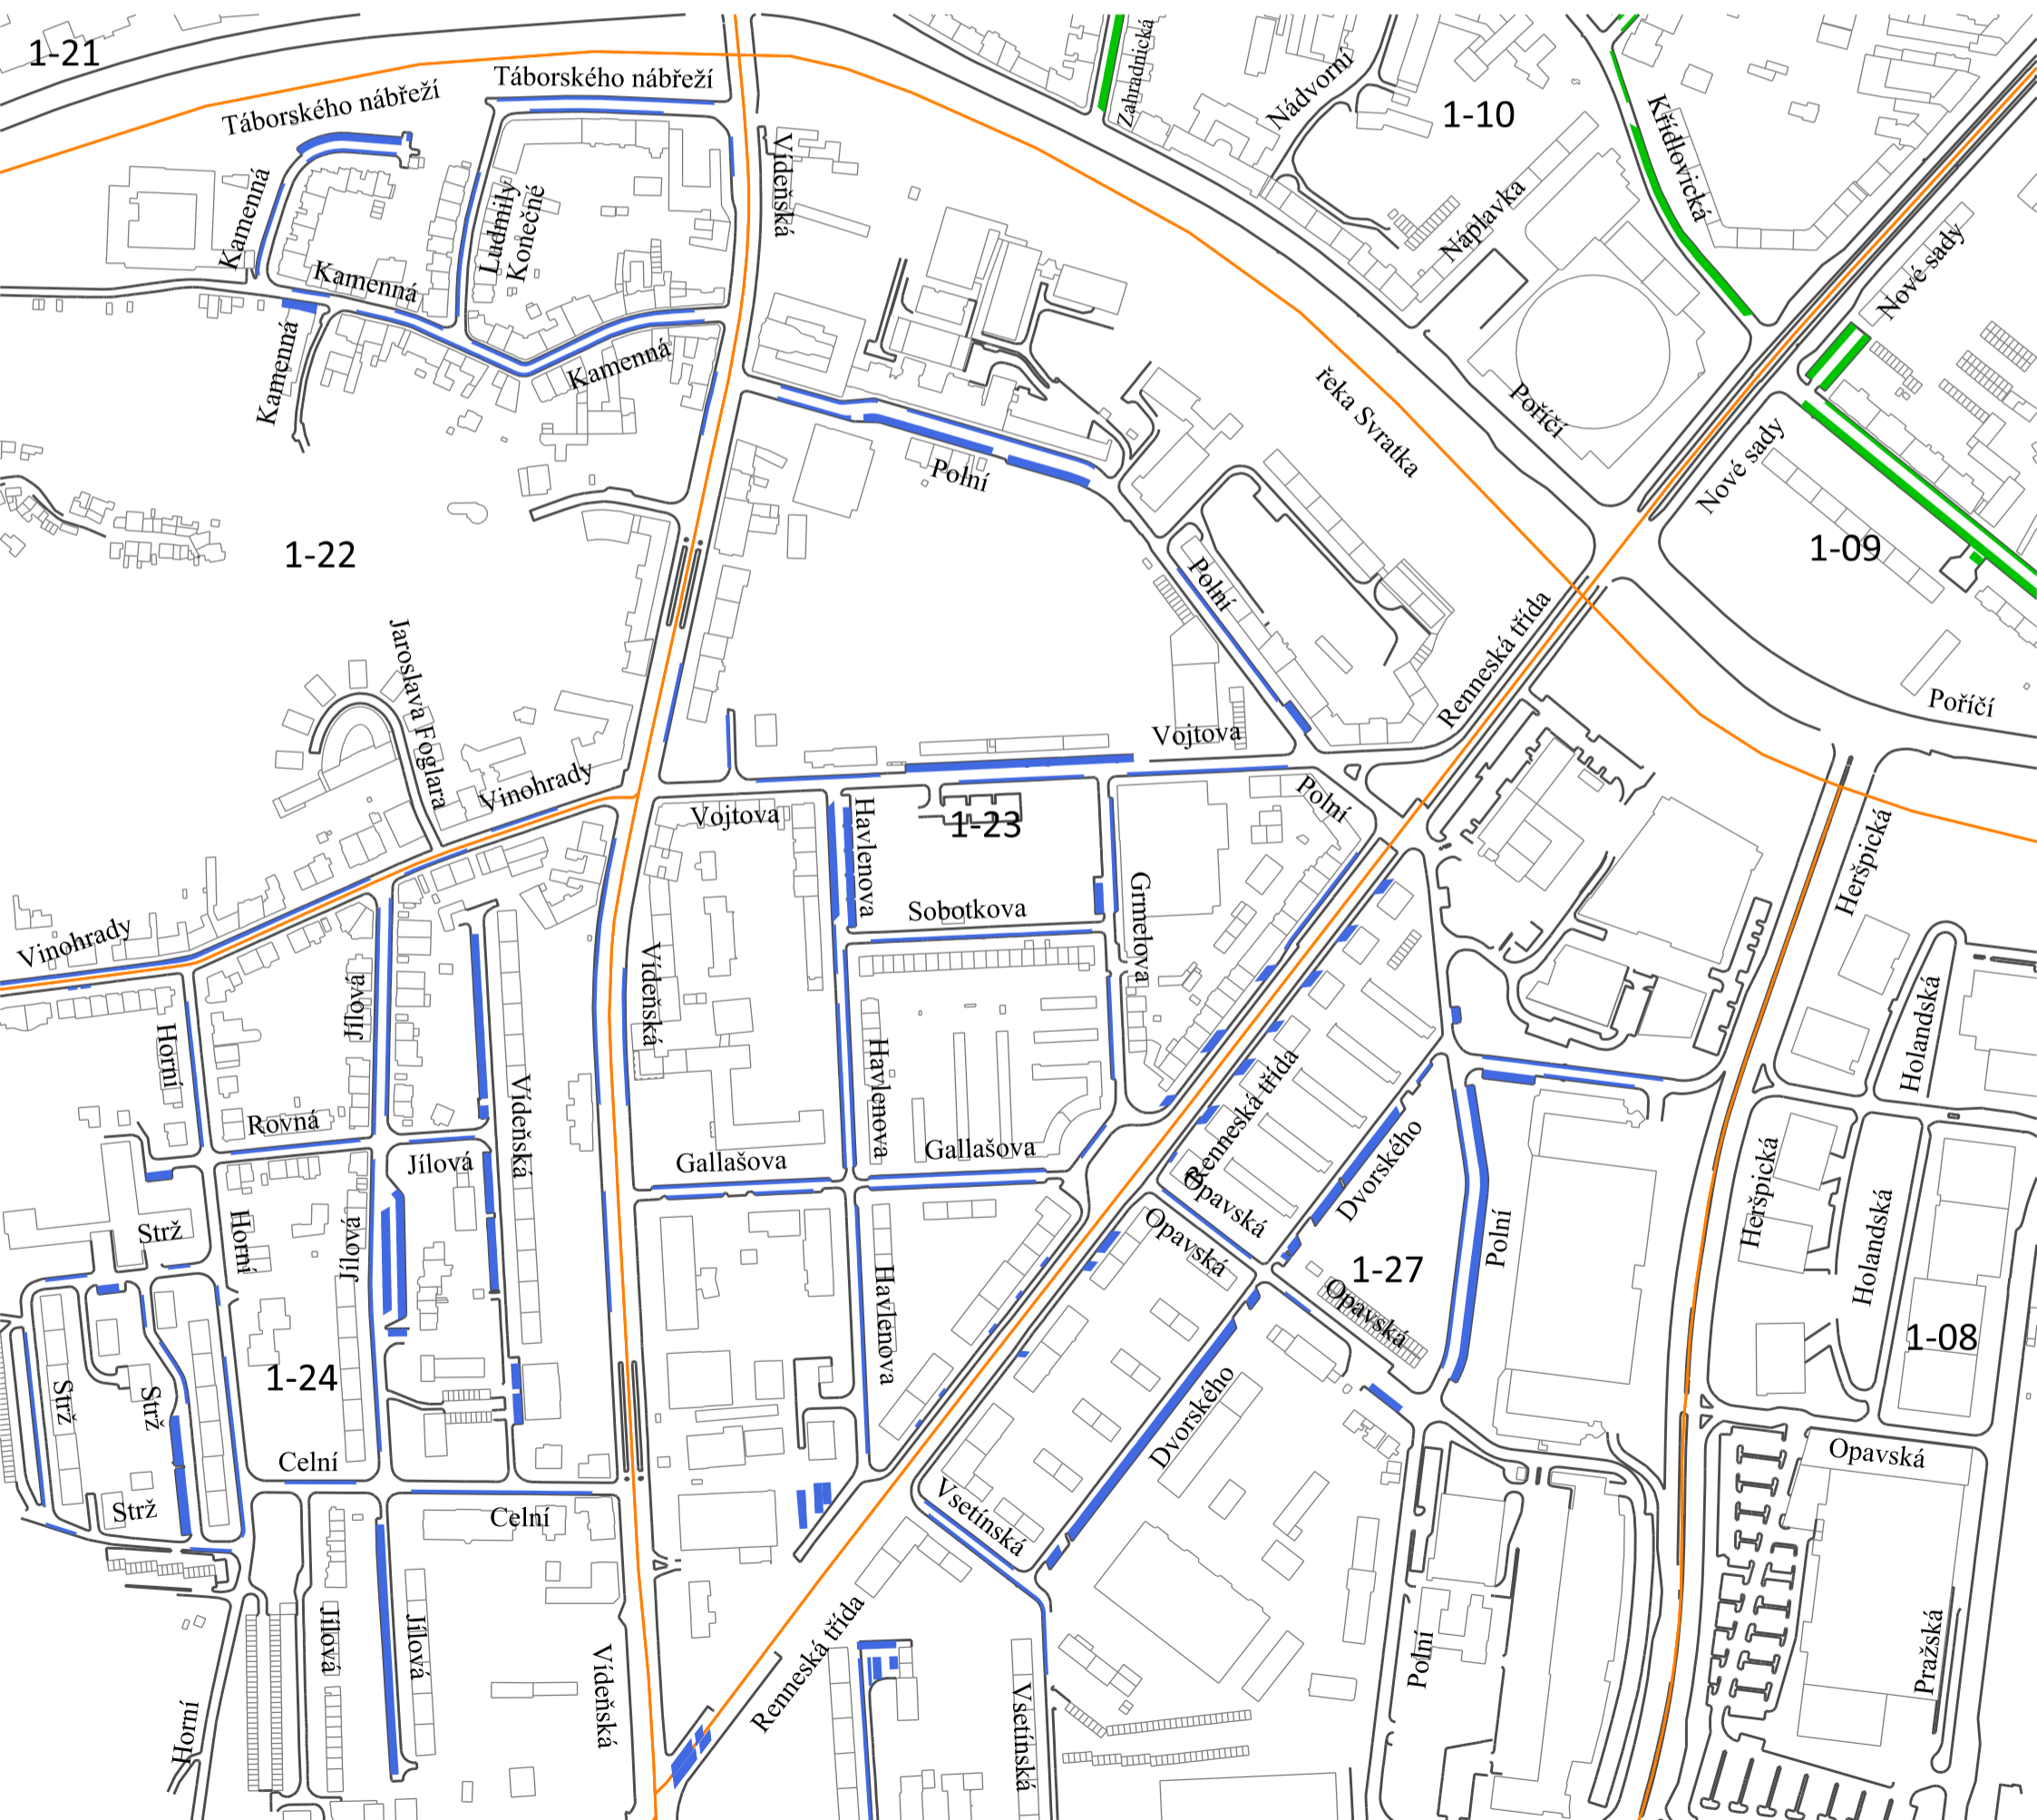 1-21
Táborského nábřeží
Táborského nábřeží
Zahradnická
Nádvorní
1-10
Křídlovická
Vídeňská
Kamenná
Ludmily
Konečné
Náplavka
Nové sady
Kamenná
Kamenná
Kamenná
Poříčí
řeka Svratka
Polní
Nové sady
1-22
1-09
Polní
Jaroslava Foglara
Renneská třída
Poříčí
Vojtova
Vinohrady
Polní
Vojtova
Havlenova
1-23
Heršpická
Grmelova
Sobotkova
Vinohrady
Vídeňská
Jílová
Holandská
Horní
Havlenova
Vídeňská
Renneská třída
Rovná
Jílová
Gallašova
Gallašova
Dvorského
Heršpická
Opavská
Opavská
Strž
Horní
Jílová
Polní
Holandská
1-27
Opavská
Havlenova
1-08
1-24
Strž
Strž
Dvorského
Celní
Opavská
Strž
Celní
Vsetínská
Jílová
Jílová
Vídeňská
Renneská třída
Polní
Pražská
Horní
Vsetínská